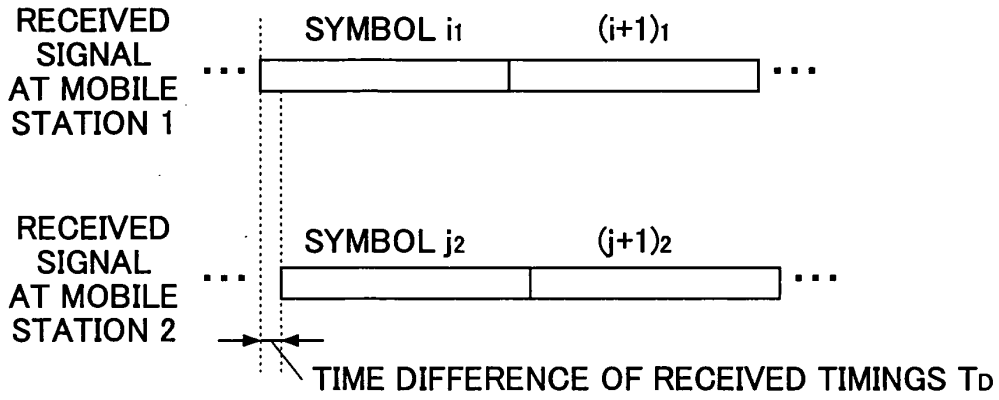 RECEIVED
SIGNAL
AT MOBILE
STATION 1
SYMBOL i1 (i+1)1
... ...
RECEIVED
SIGNAL
AT MOBILE
STATION 2
SYMBOL j2 (j+1)2
... ...
TIME DIFFERENCE OF RECEIVED TIMINGS TD